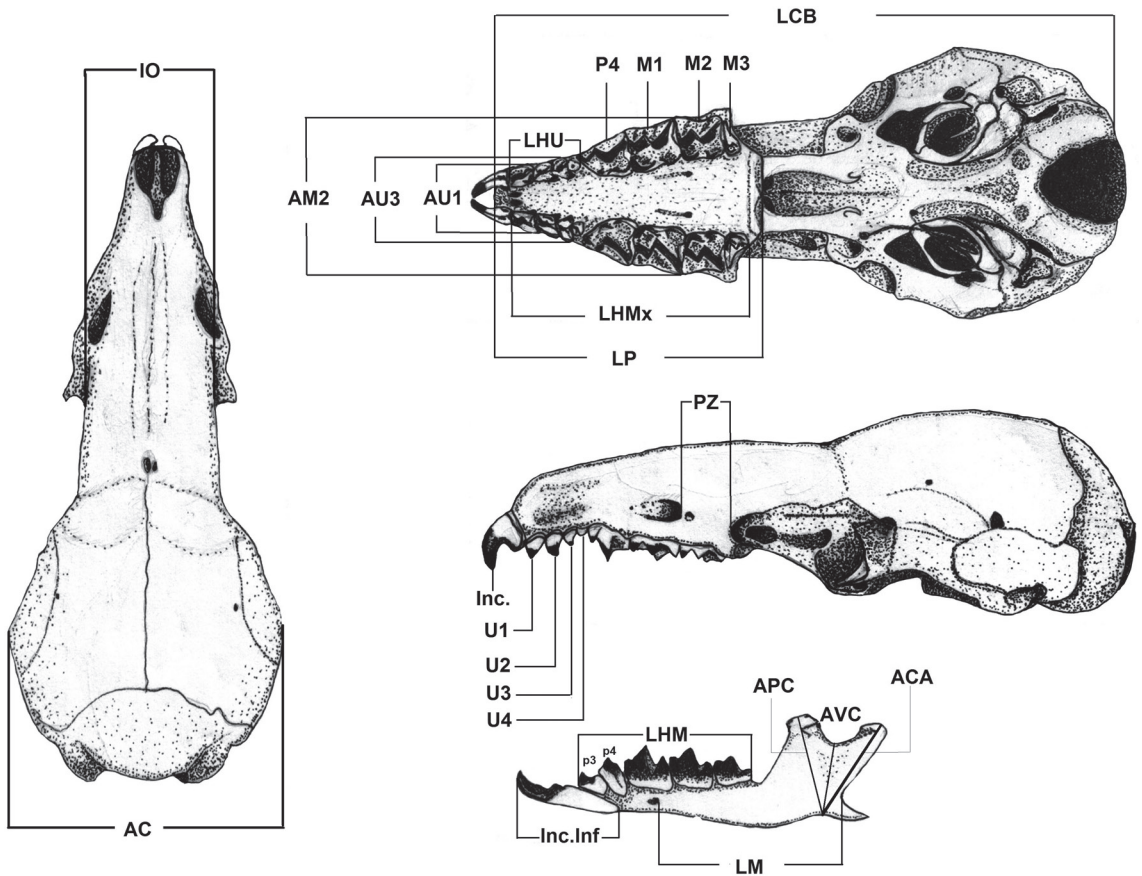 LCB
IO
P4 M1 M2 M3
LHU
AM2 AU3 AU1
LHMx
LP
PZ
Inc.
U1
U2
U3
U4
APC ACA
AVC
LHM
p3 p4
Inc.Inf
AC
LM